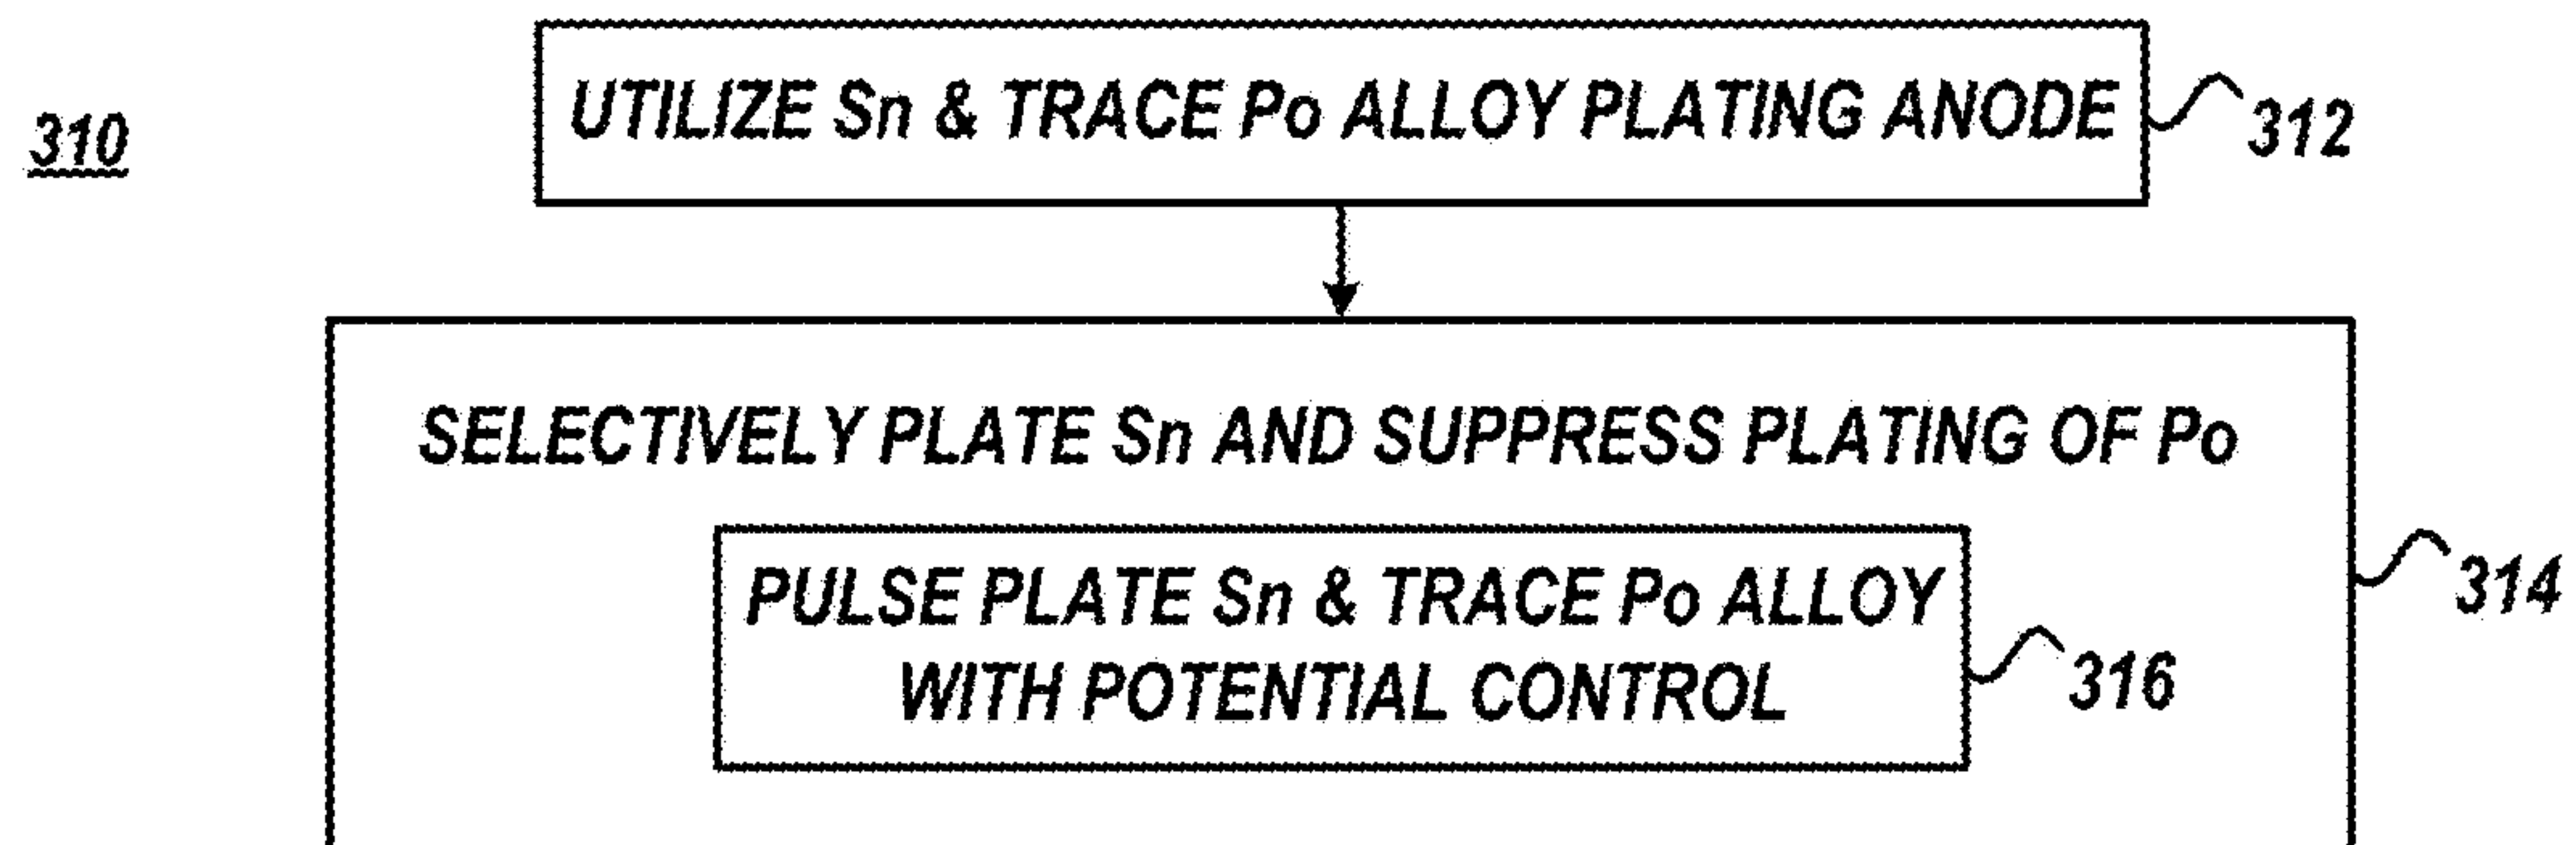 310
UTILIZE Sn & TRACE Po ALLOY PLATING ANODE
312
SELECTIVELY PLATE Sn AND SUPPRESS PLATING OF Po
314
PULSE PLATE Sn & TRACE Po ALLOY
WITH POTENTIAL CONTROL
316